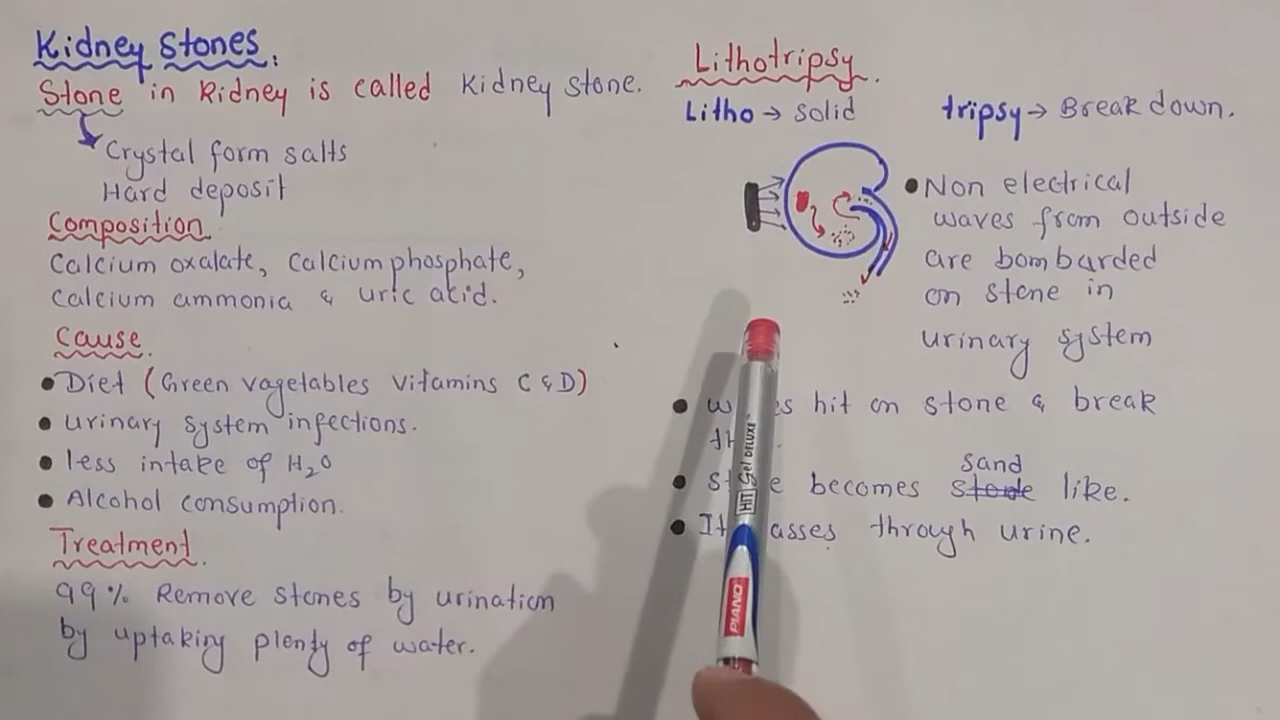 Kidney Stones.
Stone in Kidney is called Kidney stone.
Crystal form salts
Hard deposit
Composition
Calcium oxalate, Calcium phosphate,
Calcium ammonia & uric acid.
Cause
• Diet (Green vagetables Vitamins C & D)
• Urinary system infections.
• less intake of H₂O
• Alcohol consumption.
Treatment
99% Remove stones by urination
by uptaking plenty of water.
Lithotripsy.
Litho → solid tripsy → Break down.
• Non electrical
waves from outside
are bombarded
on stone in
urinary system
• hit on stone & break
• becomes sand like.
• It through urine.
HIT Gel DELUXE
PIANO